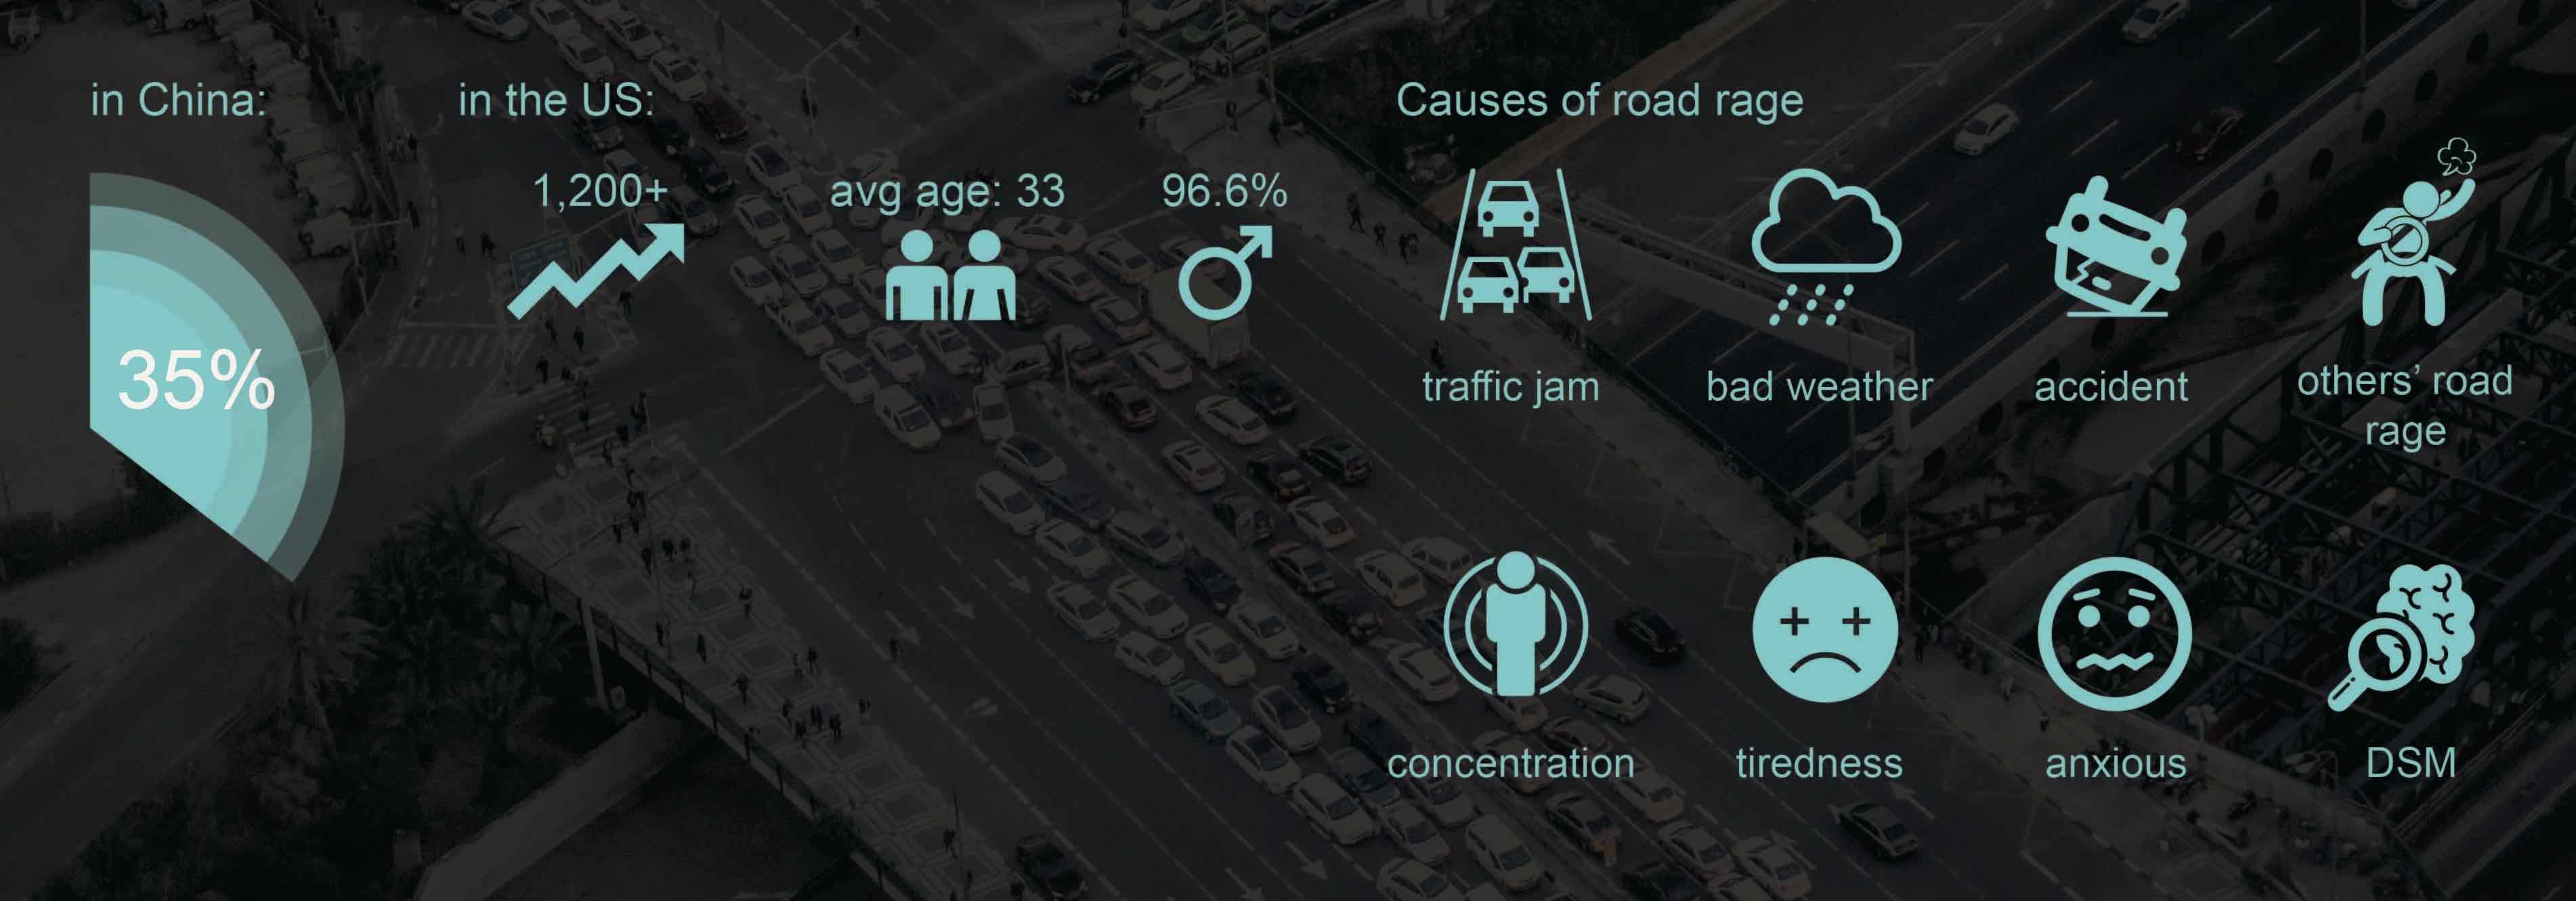 in China:
35%
in the US:
1,200+
avg age: 33
96.6%
Causes of road rage
traffic jam
bad weather
accident
others’ road
rage
concentration
tiredness
anxious
DSM